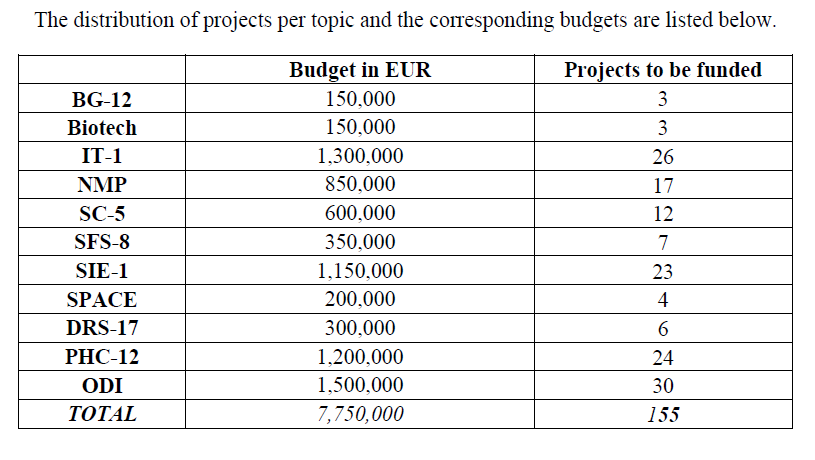 The distribution of projects per topic and the corresponding budgets are listed below.
Budget in EUR Projects to be funded
BG-12 150,000 3
Biotech 150,000 3
IT-1 1,300,000 26
NMP 850,000 17
SC-5 600,000 12
SFS-8 350,000 7
SIE-1 1,150,000 23
SPACE 200,000 4
DRS-17 300,000 6
PHC-12 1,200,000 24
ODI 1,500,000 30
TOTAL 7,750,000 155